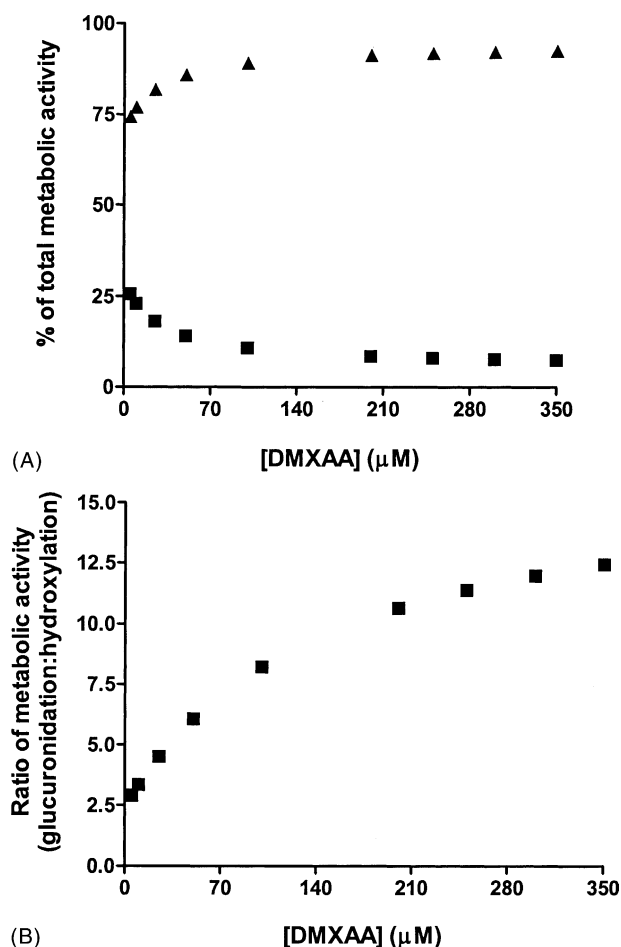 100
75
50
25
0
% of total metabolic activity
0 70 140 210 280 350
[DMXAA] (μM)
(A)
15.0
12.5
10.0
7.5
5.0
2.5
0.0
Ratio of metabolic activity
(glucuronidation:hydroxylation)
0 70 140 210 280 350
[DMXAA] (μM)
(B)